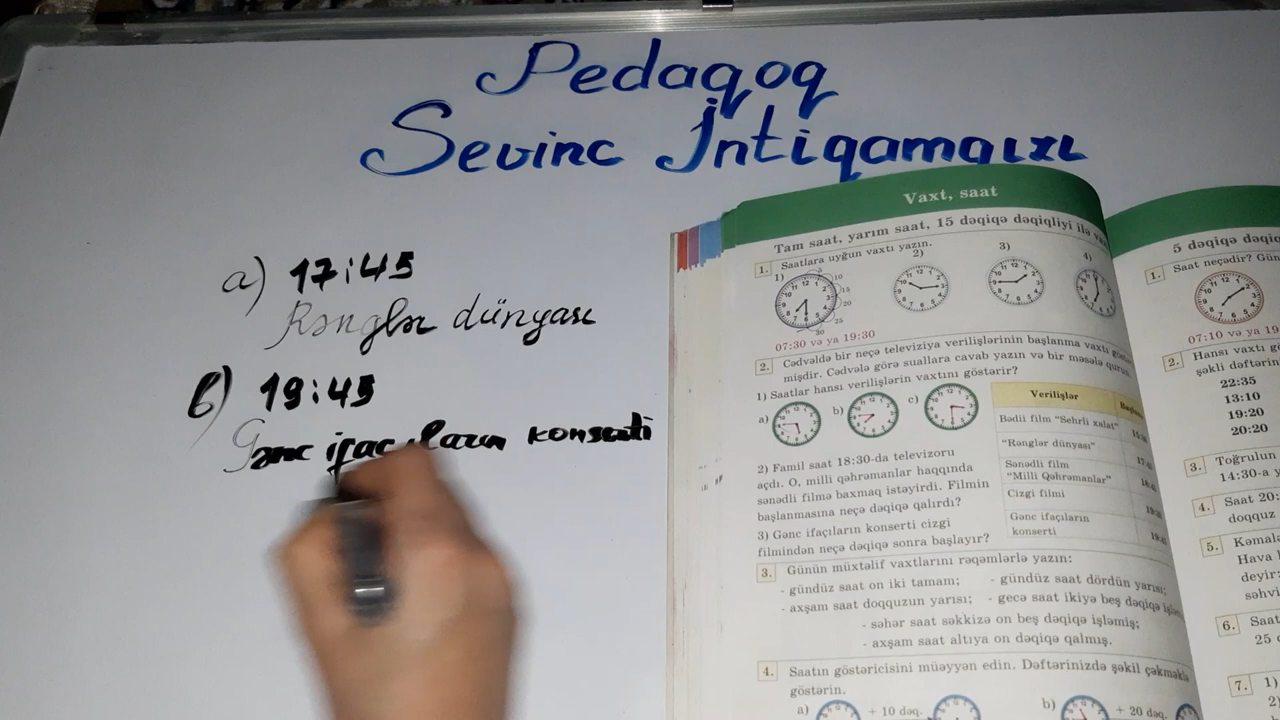 Pedaqoq
Sevinc İntiqamqızı
a) 17:45
Rənglər dünyası
b) 19:45
Gənc ifaçıların konserti
Vaxt, saat
Tam saat, yarım saat, 15 dəqiqə dəqiqliyi ilə
1. Saatlara uyğun vaxtı yazın.
1) 2) 3) 4)
07:30 və ya 19:30
2. Cədvəldə bir neçə televiziya verilişlərinin başlanma vaxtı
mişdir. Cədvələ görə suallara cavab yazın və bir məsələ qurun.
1) Saatlar hansı verilişlərin vaxtını göstərir?
a) b) c)
Verilişlər
Bədii film “Sehrli xalat”
“Rənglər dünyası”
Sənədli film
“Milli Qəhrəmanlar”
Cizgi filmi
Gənc ifaçıların
konserti
2) Famil saat 18:30-da televizoru
açdı. O, milli qəhrəmanlar haqqında
sənədli filmə baxmaq istəyirdi. Filmin
başlanmasına neçə dəqiqə qalırdı?
3) Gənc ifaçıların konserti cizgi
filmindən neçə dəqiqə sonra başlayır?
3. Günün müxtəlif vaxtlarını rəqəmlərlə yazın:
- gündüz saat on iki tamam; - gündüz saat dördün yarısı;
- axşam saat doqquzun yarısı; - gecə saat ikiyə beş dəqiqə
- səhər saat səkkizə on beş dəqiqə işləmiş;
- axşam saat altıya on dəqiqə qalmış.
4. Saatın göstəricisini müəyyən edin. Dəftərinizdə şəkil çəkməklə
göstərin.
a) + 10 dəq. b) + 20 dəq.
5 dəqiqə
1. Saat neçədir?
07:10 və ya
2. Hansı vaxtı
şəkli
22:35
13:10
19:20
20:20
3. Toğrulun
14:30-a
4. Saat 20:
doqquz
5.
Hava
deyir:
6. Saat
25
7. 1)
2)